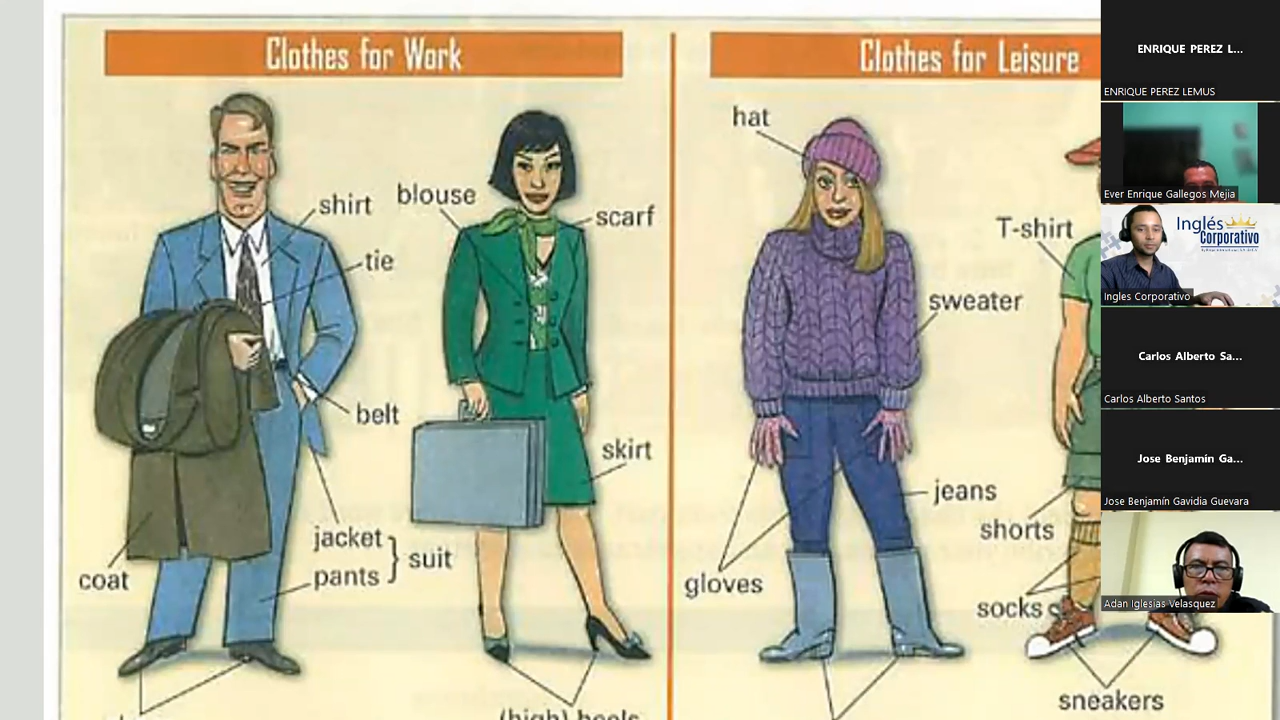 Clothes for Work
Clothes for Leisure
shirt
tie
blouse
scarf
belt
skirt
jacket
pants
suit
coat
(high) heels
hat
T-shirt
sweater
jeans
shorts
gloves
socks
sneakers
ENRIQUE PEREZ L...
ENRIQUE PEREZ LEMUS
Ever Enrique Gallegos Mejia
Inglés
Corporativo
Ingles Corporativo
Carlos Alberto Sa...
Carlos Alberto Santos
Jose Benjamín Ga...
Jose Benjamín Gavidia Guevara
Adan Iglesias Velasquez